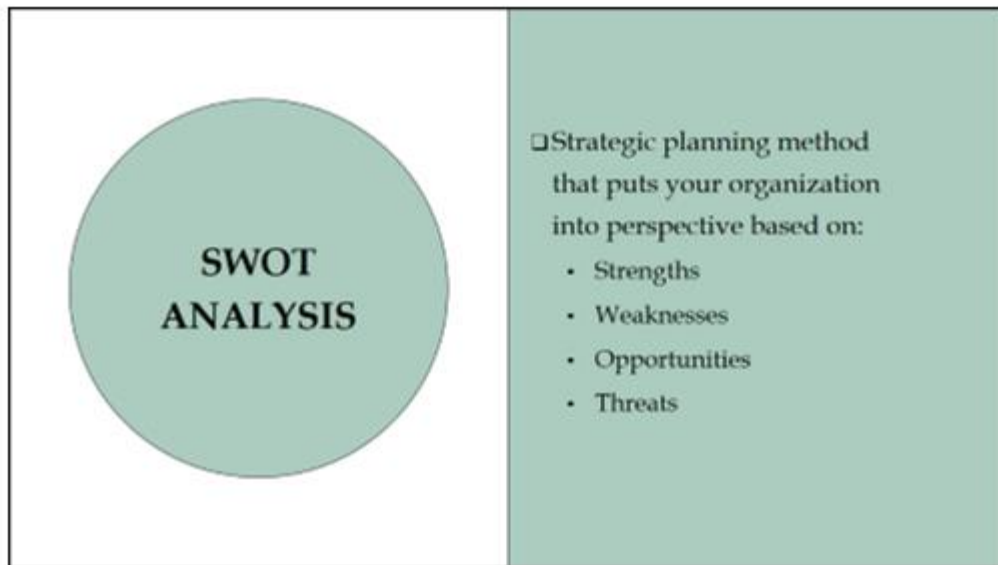 SWOT
ANALYSIS
❑Strategic planning method
that puts your organization
into perspective based on:
• Strengths
• Weaknesses
• Opportunities
• Threats